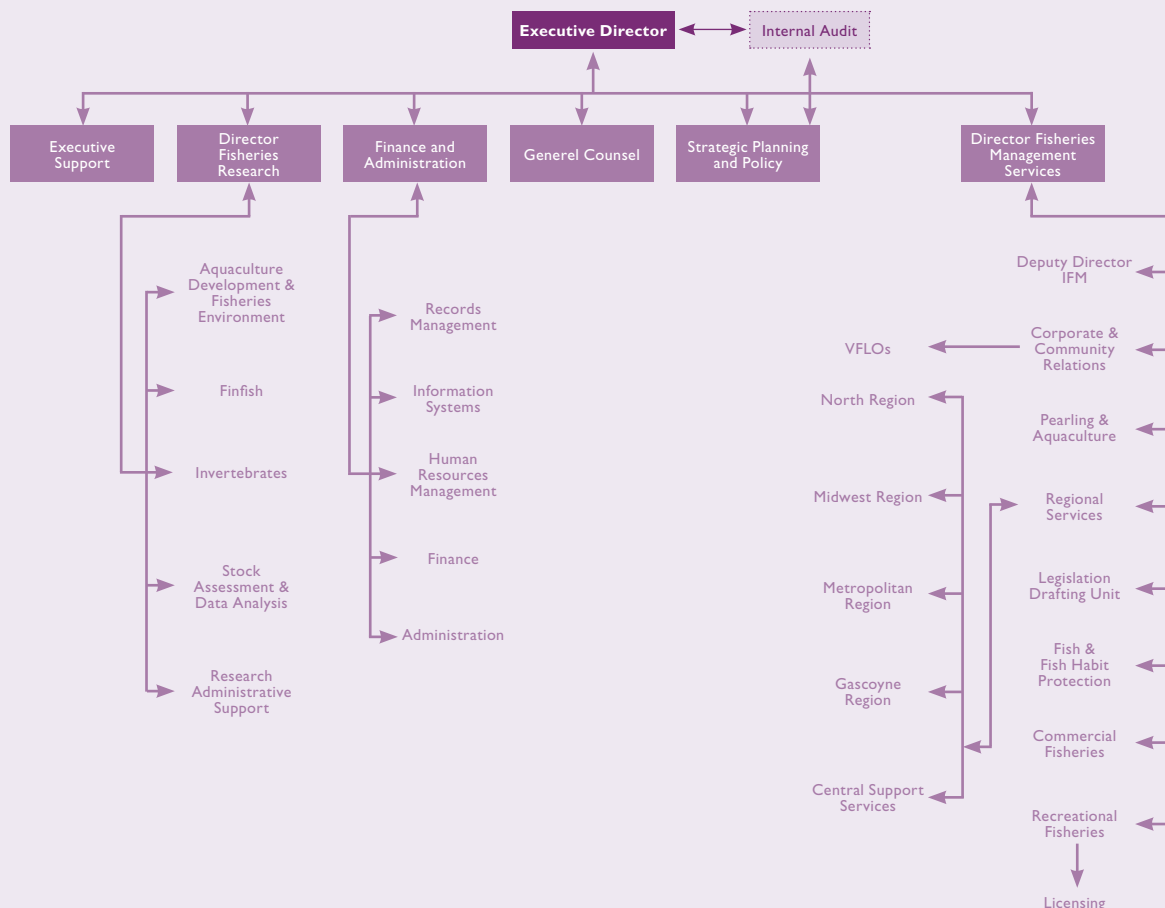 Executive Director
Internal Audit
Executive
Support
Director
Fisheries
Research
Finance and
Administration
Generel Counsel
Strategic Planning
and Policy
Director Fisheries
Management
Services
Aquaculture
Development &
Fisheries
Environment
Finfish
Invertebrates
Stock
Assessment &
Data Analysis
Research
Administrative
Support
Records
Management
Information
Systems
Human
Resources
Management
Finance
Administration
VFLOs
North Region
Midwest Region
Metropolitan
Region
Gascoyne
Region
Central Support
Services
Deputy Director
IFM
Corporate &
Community
Relations
Pearling &
Aquaculture
Regional
Services
Legislation
Drafting Unit
Fish &
Fish Habit
Protection
Commercial
Fisheries
Recreational
Fisheries
Licensing